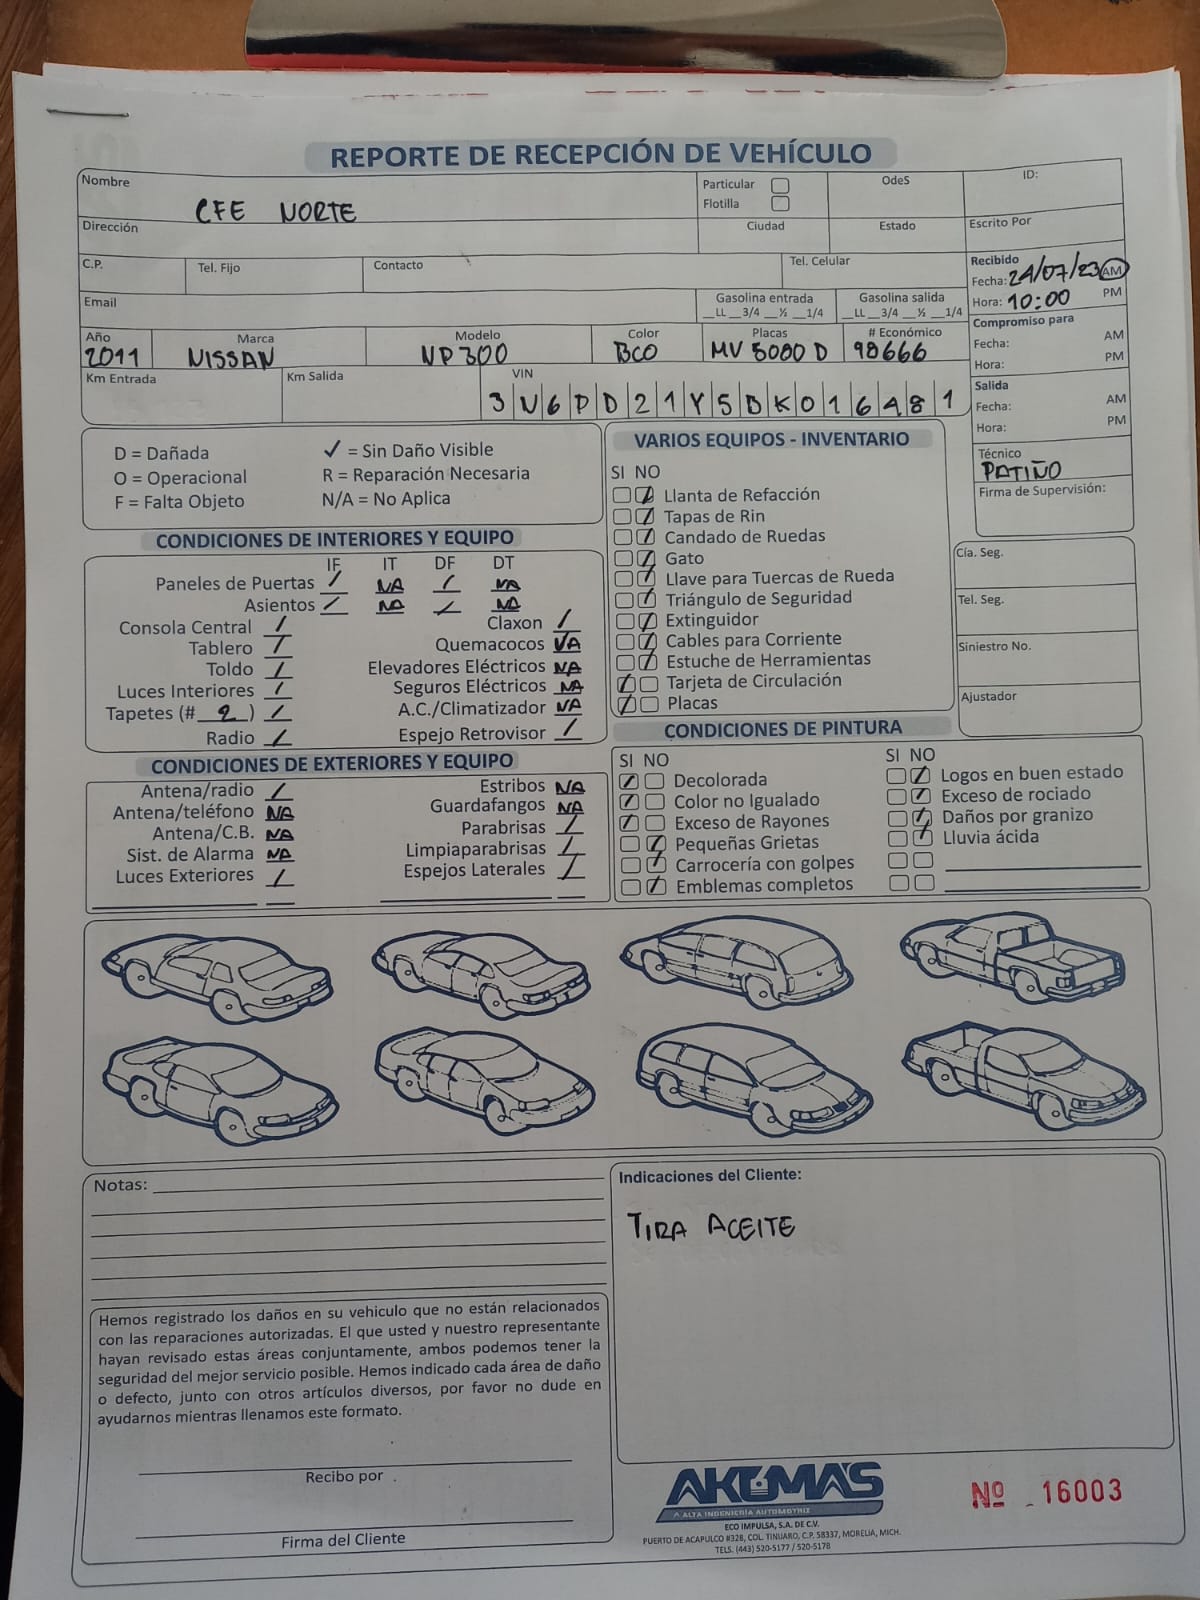 REPORTE DE RECEPCIÓN DE VEHÍCULO
Nombre
CFE NORTE
Particular
Flotilla
OdeS
ID:
Dirección
Ciudad
Estado
Escrito Por
C.P.
Tel. Fijo
Contacto
Tel. Celular
Recibido
Fecha: 24/07/23 AM
Hora: 10:00 PM
Email
Gasolina entrada
__LL __3/4 __½ __1/4
Gasolina salida
__LL __3/4 __½ __1/4
Año
2011
Marca
NISSAN
Modelo
NP300
Color
BCO
Placas
MV 5080 D
# Económico
98666
Compromiso para
Fecha: AM
Hora: PM
Km Entrada
Km Salida
VIN
3N6PD21Y5BK016481
Salida
Fecha: AM
Hora: PM
Técnico
PATIÑO
Firma de Supervisión:
D = Dañada
O = Operacional
F = Falta Objeto
✓ = Sin Daño Visible
R = Reparación Necesaria
N/A = No Aplica
VARIOS EQUIPOS - INVENTARIO
SI NO
Llanta de Refacción
Tapas de Rin
Candado de Ruedas
Gato
Llave para Tuercas de Rueda
Triángulo de Seguridad
Extinguidor
Cables para Corriente
Estuche de Herramientas
Tarjeta de Circulación
Placas
Cía. Seg.
Tel. Seg.
Siniestro No.
Ajustador
CONDICIONES DE INTERIORES Y EQUIPO
IF IT DF DT
Paneles de Puertas / NA / NA
Asientos / NA / NA
Consola Central /
Tablero /
Toldo /
Luces Interiores /
Tapetes (# 2 ) /
Radio /
Claxon /
Quemacocos NA
Elevadores Eléctricos NA
Seguros Eléctricos NA
A.C./Climatizador NA
Espejo Retrovisor /
CONDICIONES DE EXTERIORES Y EQUIPO
Antena/radio /
Antena/teléfono NA
Antena/C.B. NA
Sist. de Alarma NA
Luces Exteriores /
Estribos NA
Guardafangos NA
Parabrisas /
Limpiaparabrisas /
Espejos Laterales /
CONDICIONES DE PINTURA
SI NO
Decolorada
Color no Igualado
Exceso de Rayones
Pequeñas Grietas
Carrocería con golpes
Emblemas completos
SI NO
Logos en buen estado
Exceso de rociado
Daños por granizo
Lluvia ácida
Notas:
Indicaciones del Cliente:
TIRA ACEITE
Hemos registrado los daños en su vehiculo que no están relacionados
con las reparaciones autorizadas. El que usted y nuestro representante
hayan revisado estas áreas conjuntamente, ambos podemos tener la
seguridad del mejor servicio posible. Hemos indicado cada área de daño
o defecto, junto con otros artículos diversos, por favor no dude en
ayudarnos mientras llenamos este formato.
Recibo por
Firma del Cliente
AKUMA'S
A ALTA INGENIERÍA AUTOMOTRIZ
ECO IMPULSA, S.A. DE C.V.
PUERTO DE ACAPULCO #328, COL. TINIJARO, C.P. 58337, MORELIA, MICH.
TELS. (443) 520-5177 / 520-5178
Nº 16003